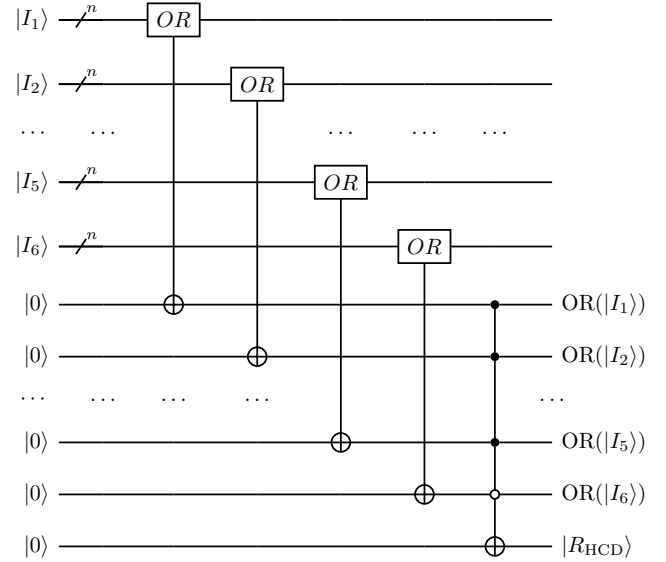 |I₁⟩ n OR
|I₂⟩ n OR
... ... ... ... ...
|I₅⟩ n OR
|I₆⟩ n OR
|0⟩ OR(|I₁⟩)
|0⟩ OR(|I₂⟩)
... ... ... ... ...
|0⟩ OR(|I₅⟩)
|0⟩ OR(|I₆⟩)
|0⟩ |R_HCD⟩